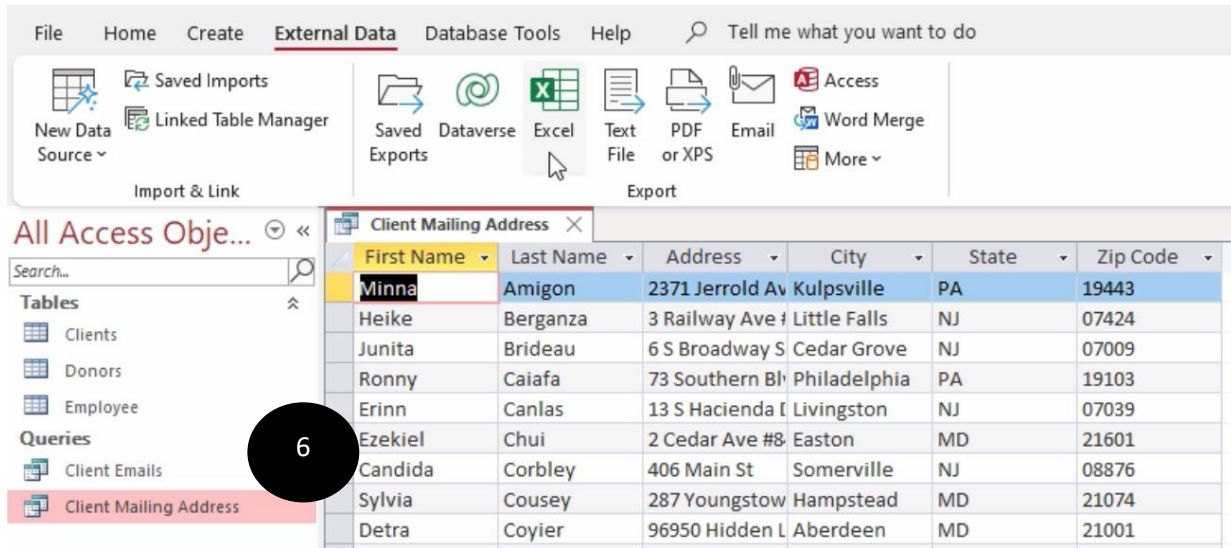 File Home Create External Data Database Tools Help Tell me what you want to do
New Data Source
Saved Imports
Linked Table Manager
Import & Link
Saved Exports
Dataverse
Excel
Text File
PDF or XPS
Email
Access
Word Merge
More
Export
All Access Obje...
Search...
Tables
Clients
Donors
Employee
Queries
Client Emails
Client Mailing Address
6
Client Mailing Address
First Name Last Name Address City State Zip Code
Minna Amigon 2371 Jerrold Av Kulpsville PA 19443
Heike Berganza 3 Railway Ave # Little Falls NJ 07424
Junita Brideau 6 S Broadway S Cedar Grove NJ 07009
Ronny Caiafa 73 Southern Bl Philadelphia PA 19103
Erinn Canlas 13 S Hacienda Livingston NJ 07039
Ezekiel Chui 2 Cedar Ave #8 Easton MD 21601
Candida Corbley 406 Main St Somerville NJ 08876
Sylvia Cousey 287 Youngstow Hampstead MD 21074
Detra Coyier 96950 Hidden L Aberdeen MD 21001